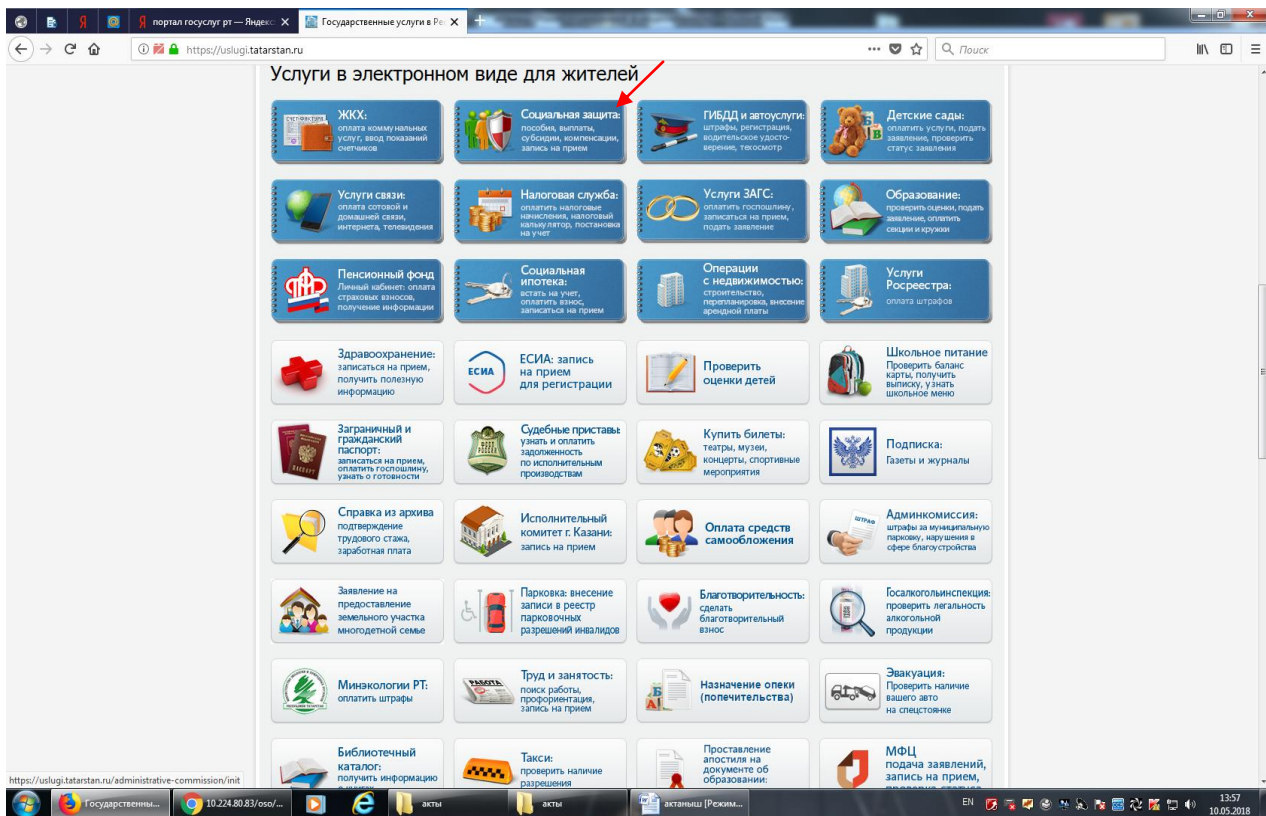 портал госуслуг рт — Яндекс
Государственные услуги в Рес
https://uslugi.tatarstan.ru
Поиск
Услуги в электронном виде для жителей
ЖКХ:
оплата коммунальных
услуг, ввод показаний
счетчиков
Социальная защита:
пособия, выплаты,
субсидии, компенсации,
запись на прием
ГИБДД и автоуслуги:
штрафы, регистрация,
водительское удосто-
верение, техосмотр
Детские сады:
оплатить услуги, подать
заявление, проверить
статус заявления
Услуги связи:
оплата сотовой и
домашней связи,
интернета, телевидения
Налоговая служба:
оплатить налоговые
начисления, налоговый
калькулятор, постановка
на учет
Услуги ЗАГС:
оплатить госпошлину,
записаться на прием,
подать заявление
Образование:
проверить оценки, подать
заявление, оплатить
секции и кружки
Пенсионный фонд
Личный кабинет: оплата
страховых взносов,
получение информации
Социальная
ипотека:
встать на учет,
оплатить взнос,
записаться на прием
Операции
с недвижимостью:
строительство,
перепланировка, внесение
арендной платы
Услуги
Росреестра:
оплата штрафов
Здравоохранение:
записаться на прием,
получить полезную
информацию
ЕСИА
ЕСИА: запись
на прием
для регистрации
Проверить
оценки детей
Школьное питание
Проверить баланс
карты, получить
выписку, узнать
школьное меню
Заграничный и
гражданский
паспорт:
записаться на прием,
оплатить госпошлину,
узнать о готовности
Судебные приставы:
узнать и оплатить
задолженность
по исполнительным
производствам
Купить билеты:
театры, музеи,
концерты, спортивные
мероприятия
Подписка:
Газеты и журналы
Справка из архива
подтверждение
трудового стажа,
заработная плата
Исполнительный
комитет г. Казани:
запись на прием
Оплата средств
самообложения
ШТРАФ
Админкомиссия:
штрафы за муниципальную
парковку, нарушения в
сфере благоустройства
Заявление на
предоставление
земельного участка
многодетной семье
Парковка: внесение
записи в реестр
парковочных
разрешений инвалидов
Благотворительность:
сделать
благотворительный
взнос
Госалкогольинспекция:
проверить легальность
алкогольной
продукции
Минэкологии РТ:
оплатить штрафы
РАБОТА
Труд и занятость:
поиск работы,
профориентация,
запись на прием
Назначение опеки
(попечительства)
Эвакуация:
Проверить наличие
вашего авто
на спецстоянке
Библиотечный
каталог:
получить информацию
Такси:
проверить наличие
разрешения
Проставление
апостиля на
документе об
образовании:
МФЦ
подача заявлений,
запись на прием,
проверка статуса
https://uslugi.tatarstan.ru/administrative-commission/init
Государственны...
10.224.80.83/oso/...
акты
акты
актаныш [Режим...
EN
13:57
10.05.2018